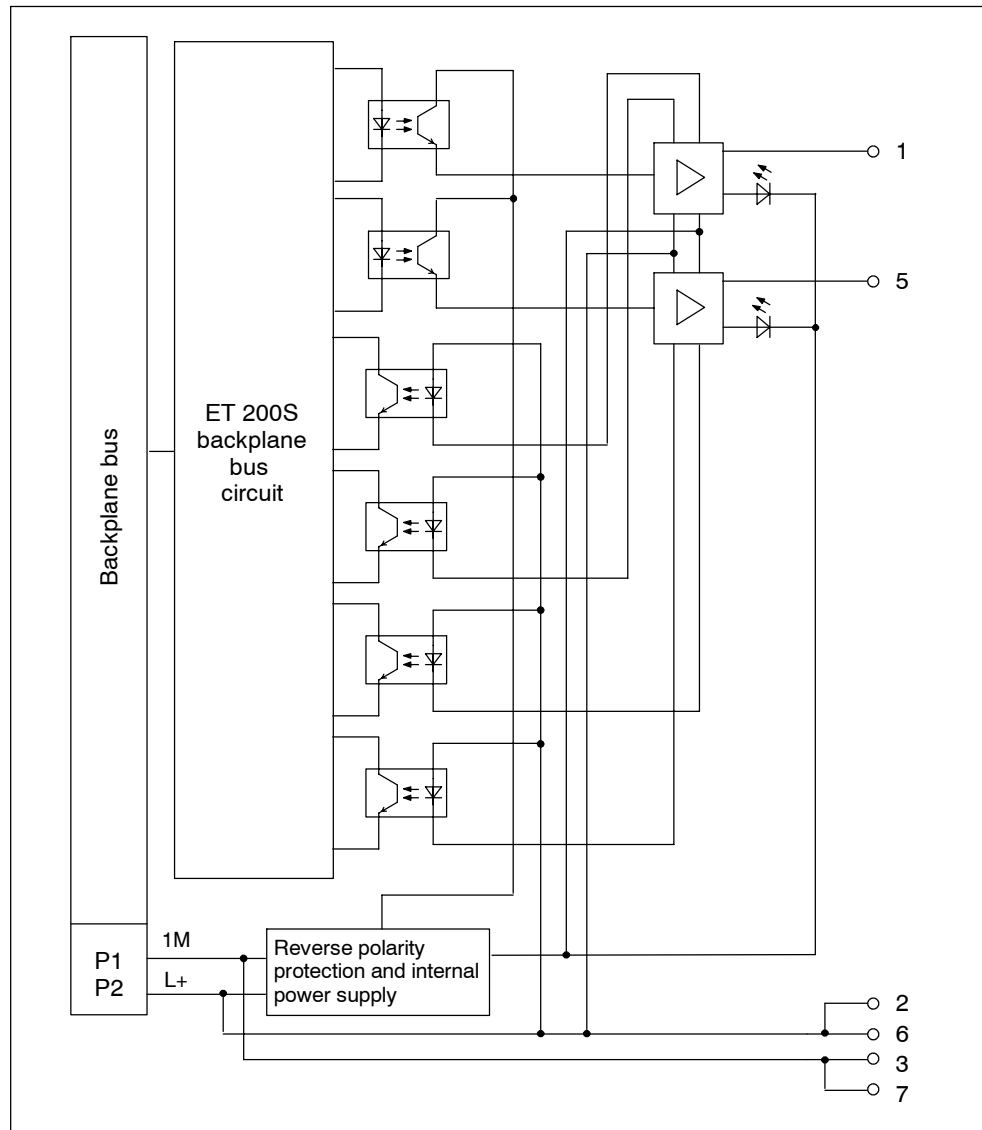 Backplane bus
ET 200S
backplane
bus
circuit
1
5
P1
P2
1M
L+
Reverse polarity
protection and internal
power supply
2
6
3
7